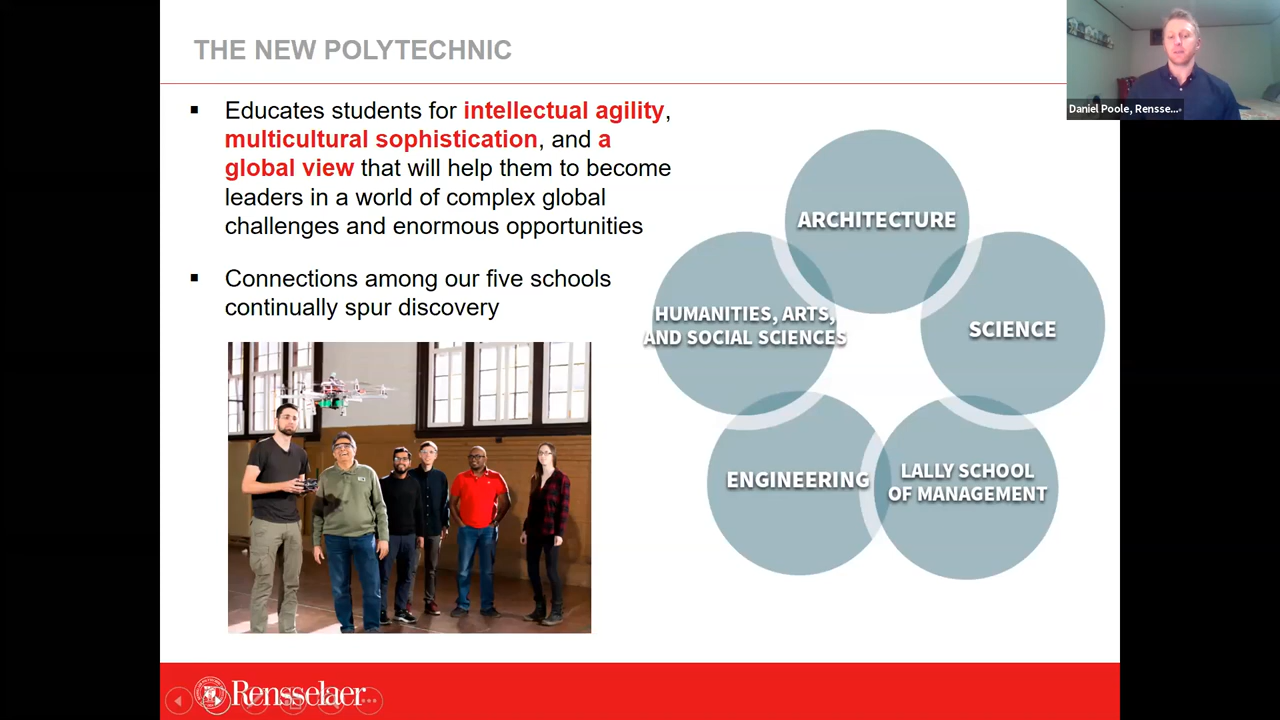 THE NEW POLYTECHNIC
Daniel Poole, Rensse...
▪ Educates students for intellectual agility,
multicultural sophistication, and a
global view that will help them to become
leaders in a world of complex global
challenges and enormous opportunities
▪ Connections among our five schools
continually spur discovery
ARCHITECTURE
HUMANITIES, ARTS,
AND SOCIAL SCIENCES
SCIENCE
ENGINEERING
LALLY SCHOOL
OF MANAGEMENT
Rensselaer